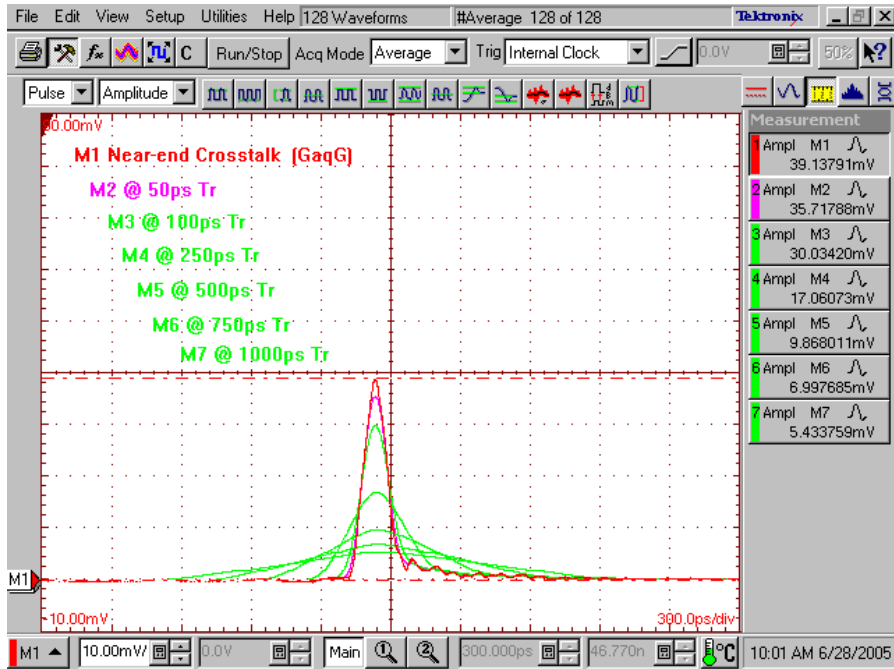 File Edit View Setup Utilities Help 128 Waveforms #Average 128 of 128 Tektronix
C Run/Stop Acq Mode Average Trig Internal Clock 0.0V 50%
Pulse Amplitude
Measurement
1 Ampl M1
39.13791mV
2 Ampl M2
35.71788mV
3 Ampl M3
30.03420mV
4 Ampl M4
17.06073mV
5 Ampl M5
9.868011mV
6 Ampl M6
6.997685mV
7 Ampl M7
5.433759mV
M1 Near-end Crosstalk (GaqG)
M2 @ 50ps Tr
M3 @ 100ps Tr
M4 @ 250ps Tr
M5 @ 500ps Tr
M6 @ 750ps Tr
M7 @ 1000ps Tr
M1
-10.00mV
300.0ps/div
M1 10.00mV/ 0.0V Main 1 2 300.000ps 46.770n °C 10:01 AM 6/28/2005